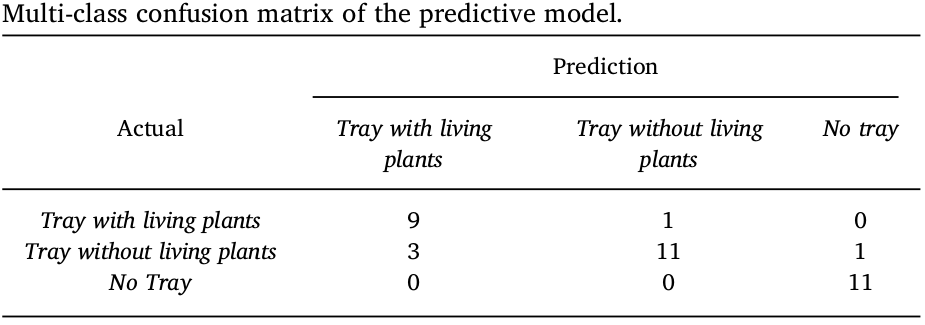 Multi-class confusion matrix of the predictive model.
Prediction
Actual Tray with living plants Tray without living plants No tray
Tray with living plants 9 1 0
Tray without living plants 3 11 1
No Tray 0 0 11